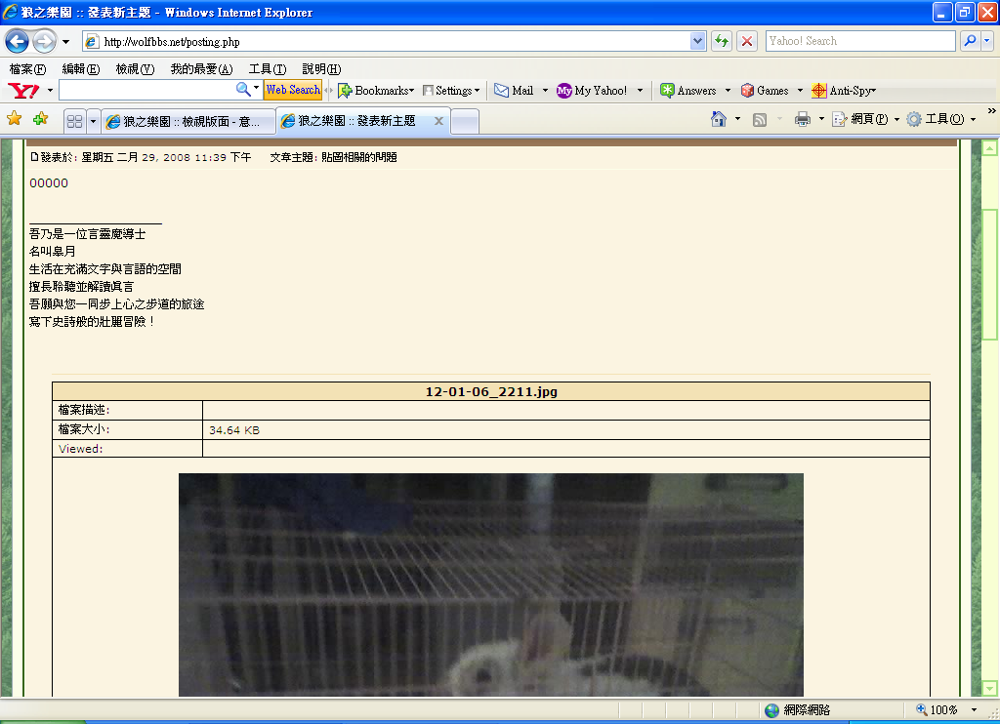 狼之樂園 :: 發表新主題 - Windows Internet Explorer
http://wolfbbs.net/posting.php
Yahoo! Search
檔案(F) 編輯(E) 檢視(V) 我的最愛(A) 工具(T) 說明(H)
Y! Web Search Bookmarks Settings Mail My My Yahoo! Answers Games Anti-Spy
狼之樂園 :: 檢視版面 - 意... 狼之樂園 :: 發表新主題 網頁(P) 工具(O)
發表於: 星期五 二月 29, 2008 11:39 下午 文章主題: 貼圖相關的問題
00000
吾乃是一位言靈魔導士
名叫皐月
生活在充滿文字與言語的空間
擅長聆聽並解讀真言
吾願與您一同步上心之步道的旅途
寫下史詩般的壯麗冒險！
12-01-06_2211.jpg
檔案描述:
檔案大小: 34.64 KB
Viewed:
網際網路 100%